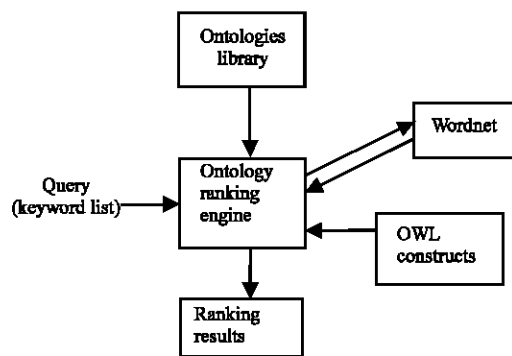 Ontologies
library
Wordnet
Ontology
ranking
engine
Query
(keyword list)
OWL
constructs
Ranking
results